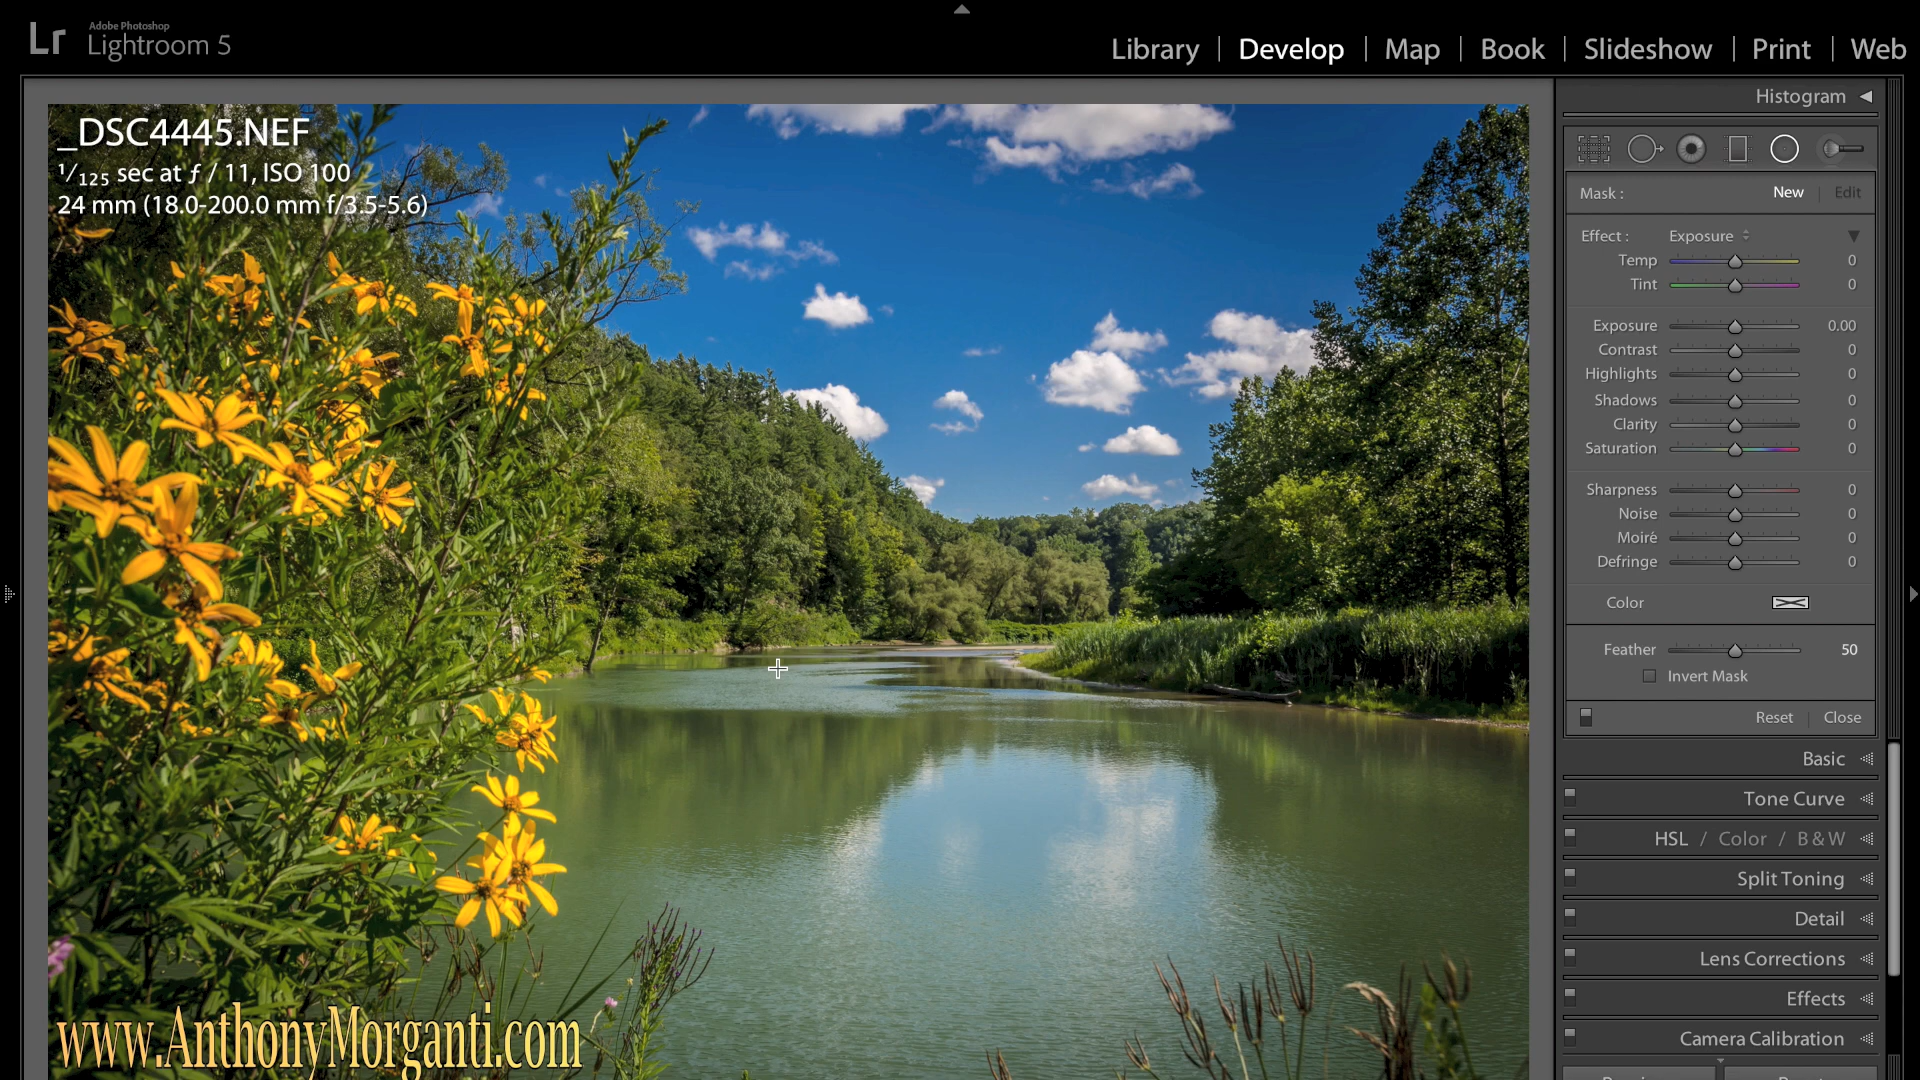 Lr Adobe Photoshop
Lightroom 5
Library | Develop | Map | Book | Slideshow | Print | Web
_DSC4445.NEF
1/125 sec at ƒ / 11, ISO 100
24 mm (18.0-200.0 mm f/3.5-5.6)
www.AnthonyMorganti.com
Histogram
Mask : New | Edit
Effect : Exposure
Temp 0
Tint 0
Exposure 0.00
Contrast 0
Highlights 0
Shadows 0
Clarity 0
Saturation 0
Sharpness 0
Noise 0
Moiré 0
Defringe 0
Color
Feather 50
Invert Mask
Reset | Close
Basic
Tone Curve
HSL / Color / B & W
Split Toning
Detail
Lens Corrections
Effects
Camera Calibration